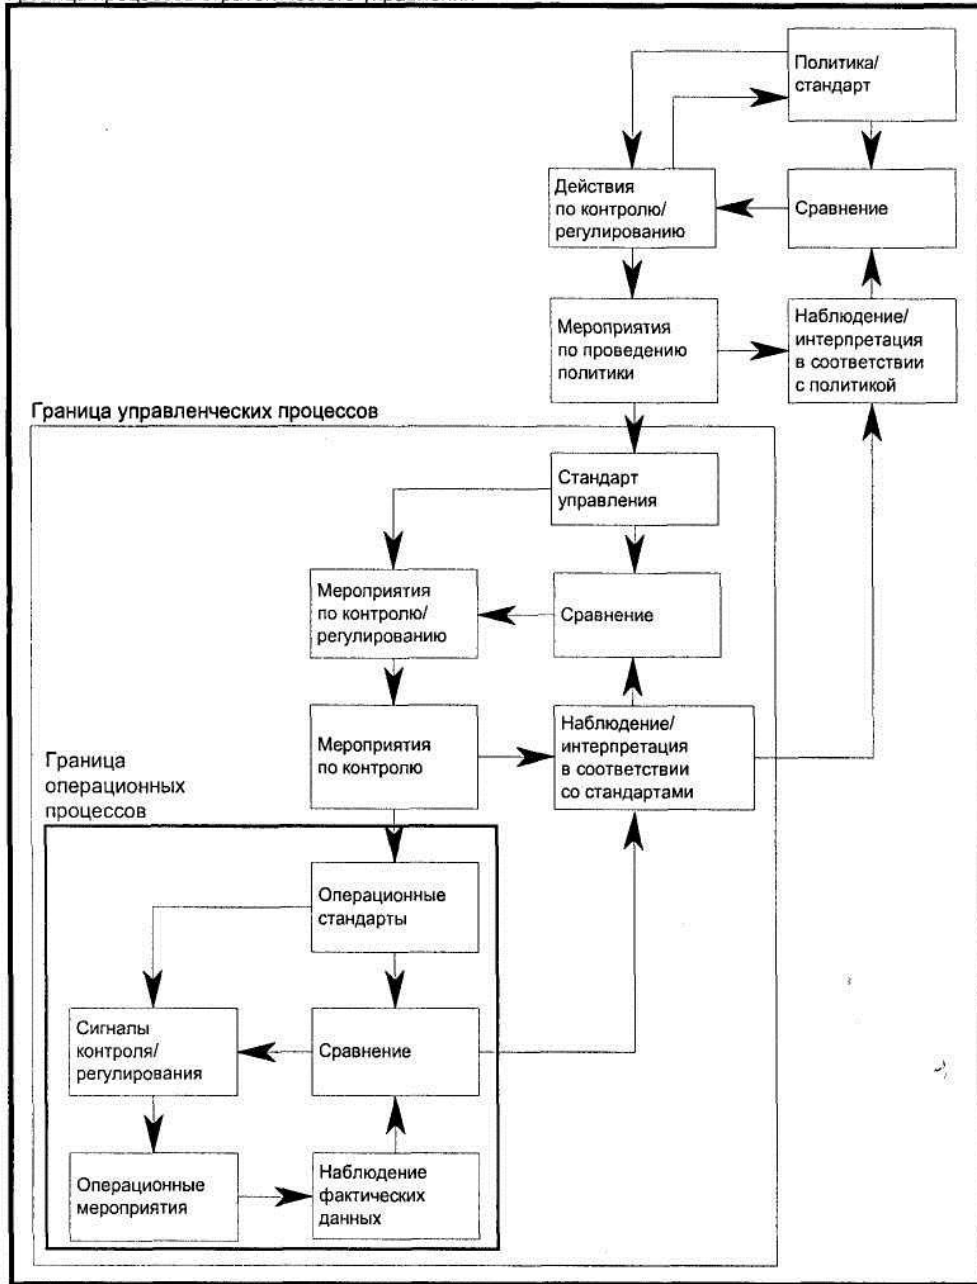 Политика/
стандарт
Действия
по контролю/
регулированию
Сравнение
Мероприятия
по проведению
политики
Наблюдение/
интерпретация
в соответствии
с политикой
Граница управленческих процессов
Стандарт
управления
Мероприятия
по контролю/
регулированию
Сравнение
Мероприятия
по контролю
Наблюдение/
интерпретация
в соответствии
со стандартами
Граница
операционных
процессов
Операционные
стандарты
Сигналы
контроля/
регулирования
Сравнение
Операционные
мероприятия
Наблюдение
фактических
данных